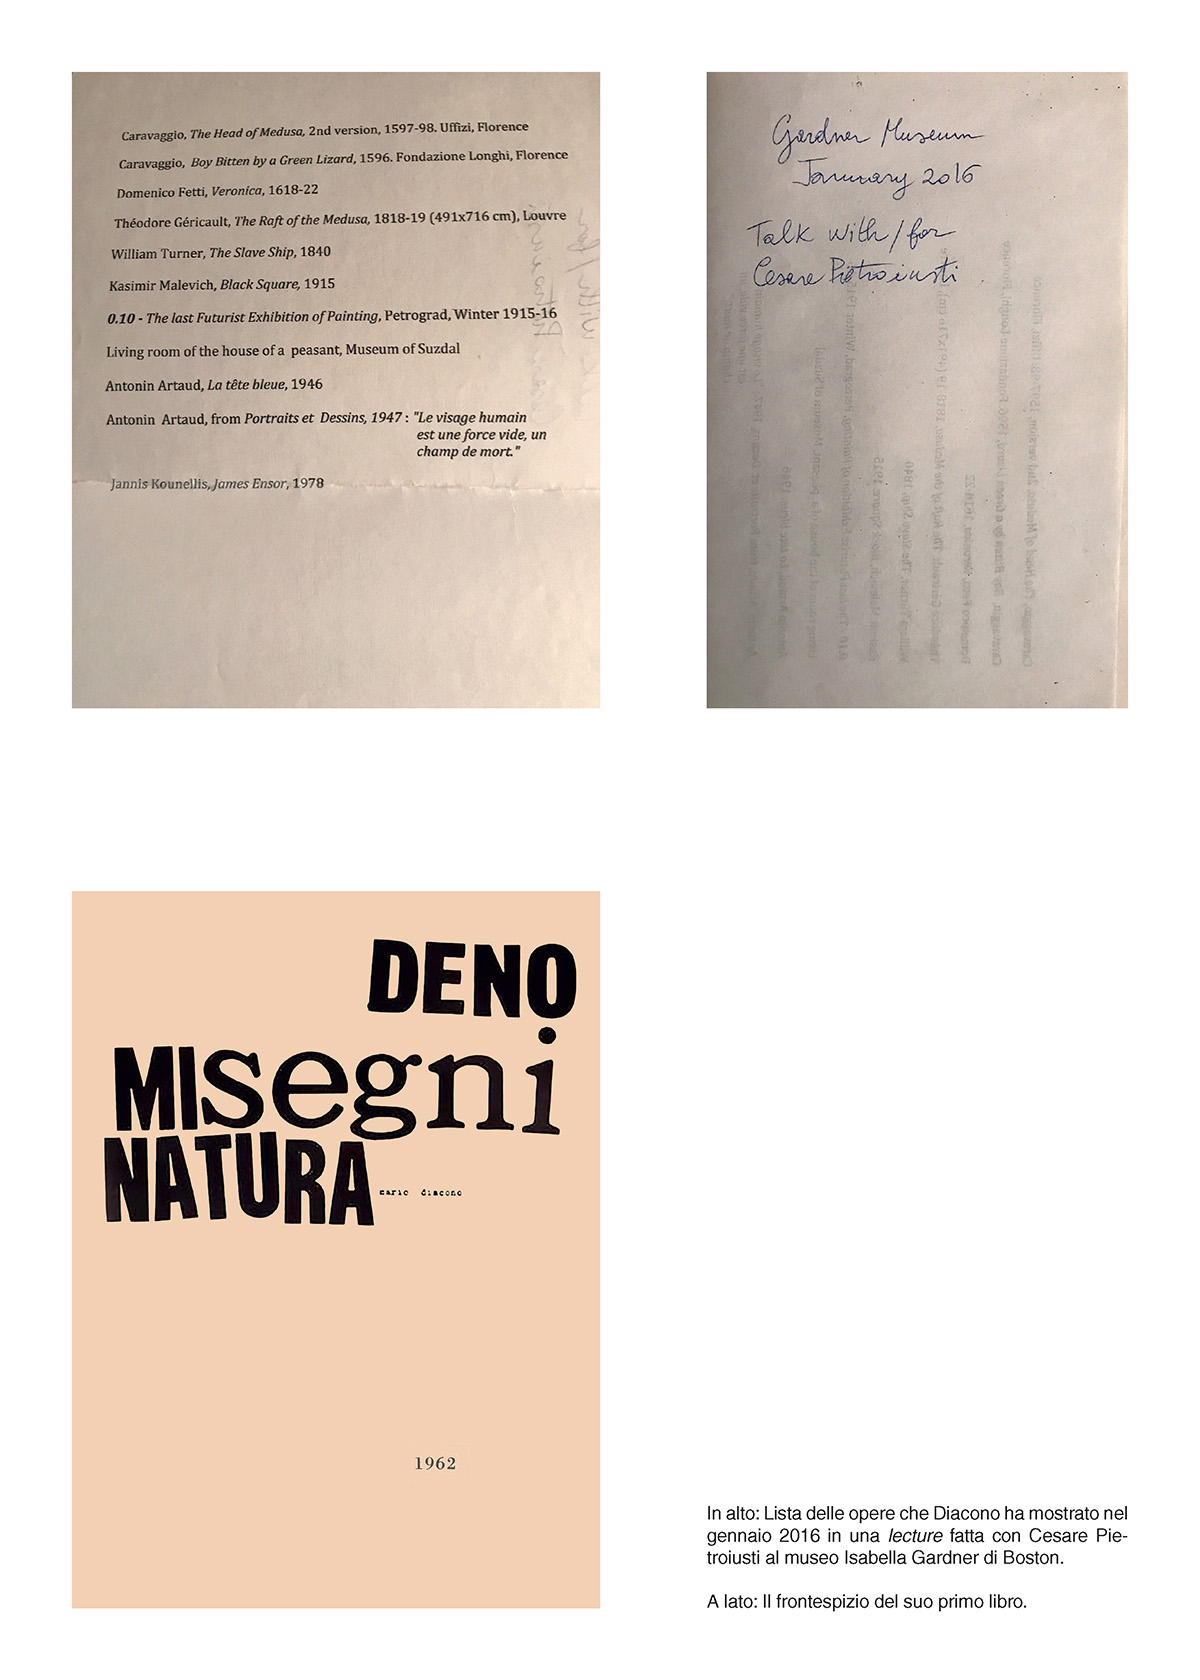 Caravaggio, The Head of Medusa, 2nd version, 1597-98. Uffizi, Florence
Caravaggio, Boy Bitten by a Green Lizard, 1596. Fondazione Longhi, Florence
Domenico Fetti, Veronica, 1618-22
Théodore Géricault, The Raft of the Medusa, 1818-19 (491x716 cm), Louvre
William Turner, The Slave Ship, 1840
Kasimir Malevich, Black Square, 1915
0.10 - The last Futurist Exhibition of Painting, Petrograd, Winter 1915-16
Living room of the house of a peasant, Museum of Suzdal
Antonin Artaud, La tête bleue, 1946
Antonin Artaud, from Portraits et Dessins, 1947 : "Le visage humain
est une force vide, un
champ de mort."
Jannis Kounellis, James Ensor, 1978
Gardner Museum
January 2016
Talk with/for
Cesare Pietroiusti
DENO
MIsegni
NATURA
mario diacono
1962
In alto: Lista delle opere che Diacono ha mostrato nel
gennaio 2016 in una lecture fatta con Cesare Pie-
troiusti al museo Isabella Gardner di Boston.
A lato: Il frontespizio del suo primo libro.